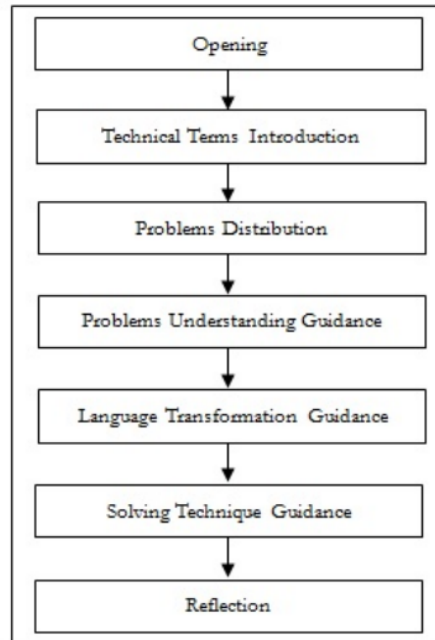 Opening
Technical Terms Introduction
Problems Distribution
Problems Understanding Guidance
Language Transformation Guidance
Solving Technique Guidance
Reflection